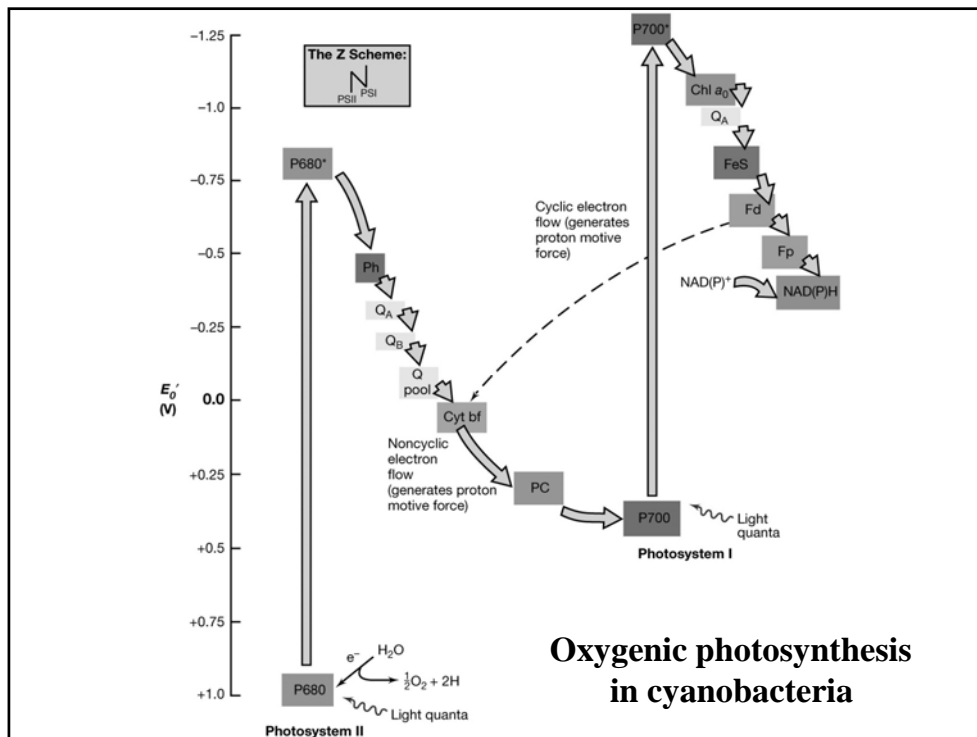 −1.25
−1.0
−0.75
−0.5
−0.25
0.0
+0.25
+0.5
+0.75
+1.0
E₀′
(V)
The Z Scheme:
PSII
PSI
P680*
Ph
Q_A
Q_B
Q
pool
Cyt bf
Noncyclic
electron
flow
(generates proton
motive force)
PC
P680
e⁻
H₂O
½O₂ + 2H
Light quanta
Photosystem II
P700*
Chl a₀
Q_A
FeS
Fd
Fp
NAD(P)⁺
NAD(P)H
Cyclic electron
flow (generates
proton motive
force)
P700
Light
quanta
Photosystem I
Oxygenic photosynthesis
in cyanobacteria